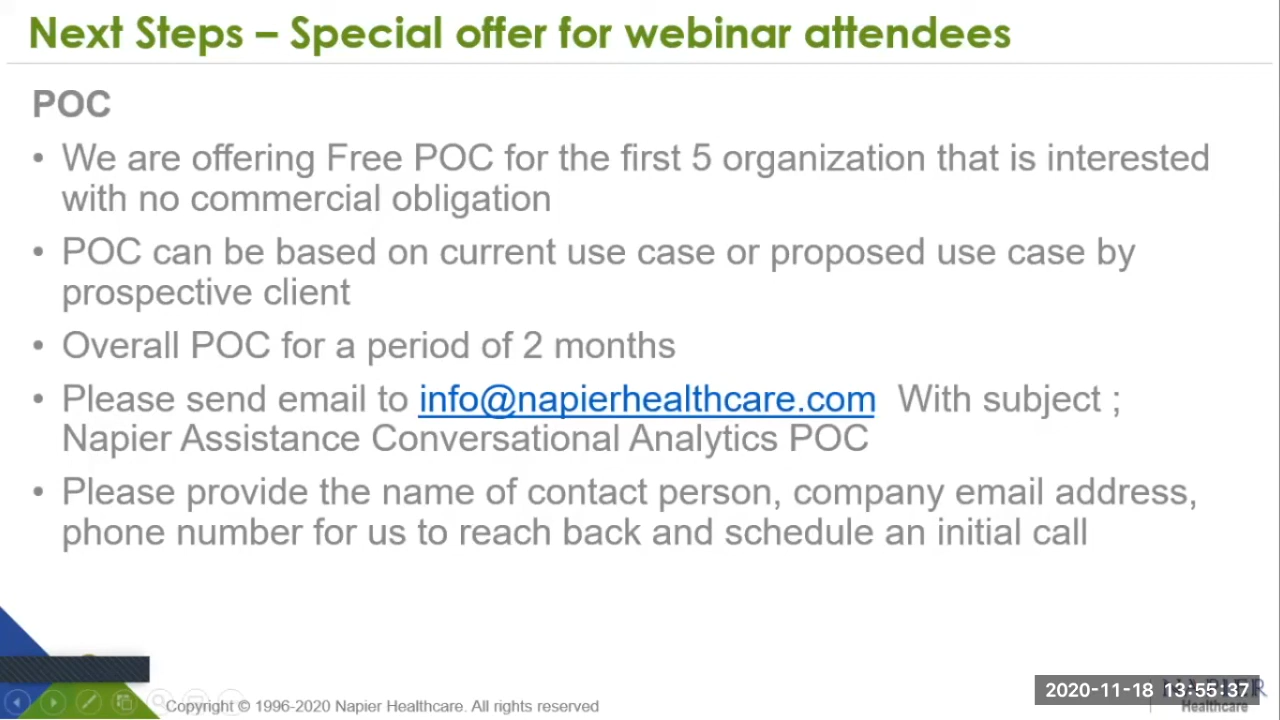 Next Steps – Special offer for webinar attendees
POC
• We are offering Free POC for the first 5 organization that is interested
with no commercial obligation
• POC can be based on current use case or proposed use case by
prospective client
• Overall POC for a period of 2 months
• Please send email to info@napierhealthcare.com With subject ;
Napier Assistance Conversational Analytics POC
• Please provide the name of contact person, company email address,
phone number for us to reach back and schedule an initial call
2020-11-18 13:55:37
Healthcare
Copyright © 1996-2020 Napier Healthcare. All rights reserved